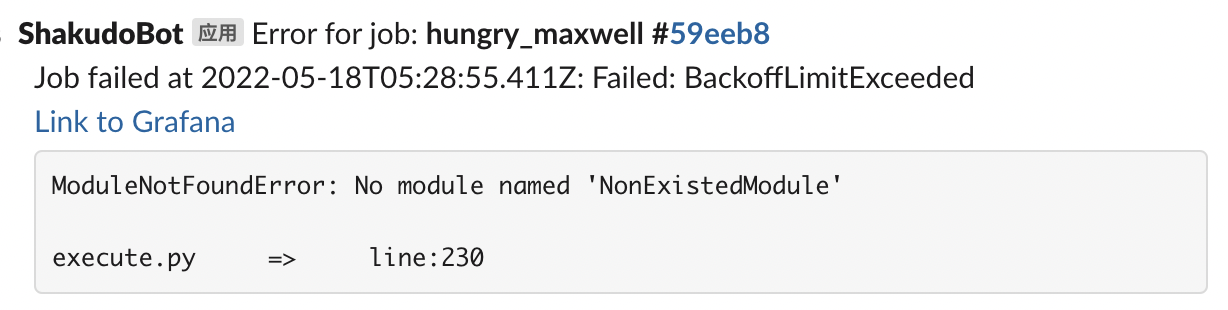 ShakudoBot 应用 Error for job: hungry_maxwell #59eeb8
Job failed at 2022-05-18T05:28:55.411Z: Failed: BackoffLimitExceeded
Link to Grafana
ModuleNotFoundError: No module named 'NonExistedModule'
execute.py => line:230